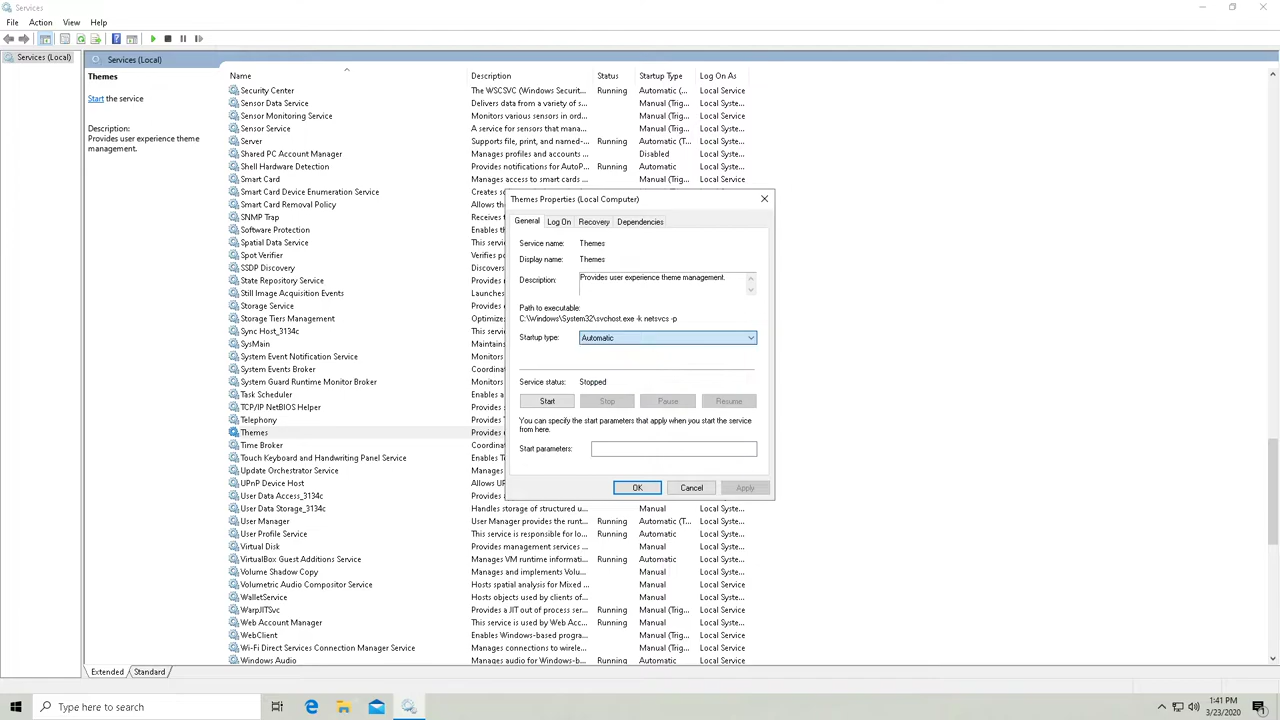 Services
File Action View Help
Services (Local)
Services (Local)
Themes
Start the service
Description:
Provides user experience theme
management.
Name Description Status Startup Type Log On As
Security Center The WSCSVC (Windows Securit... Running Automatic (... Local Service
Sensor Data Service Delivers data from a variety of s... Manual (Trig... Local Syste...
Sensor Monitoring Service Monitors various sensors in ord... Manual (Trig... Local Service
Sensor Service A service for sensors that mana... Manual (Trig... Local Syste...
Server Supports file, print, and named-... Running Automatic (T... Local Syste...
Shared PC Account Manager Manages profiles and accounts ... Disabled Local Syste...
Shell Hardware Detection Provides notifications for AutoP... Running Automatic Local Syste...
Smart Card Manages access to smart cards ... Manual (Trig... Local Service
Smart Card Device Enumeration Service Creates s
Smart Card Removal Policy Allows th
SNMP Trap Receives t
Software Protection Enables th
Spatial Data Service This servic
Spot Verifier Verifies po
SSDP Discovery Discovers
State Repository Service Provides re
Still Image Acquisition Events Launches
Storage Service Provides e
Storage Tiers Management Optimize
Sync Host_3134c This servic
SysMain Maintains
System Event Notification Service Monitors s
System Events Broker Coordinat
System Guard Runtime Monitor Broker Monitors a
Task Scheduler Enables a
TCP/IP NetBIOS Helper Provides s
Telephony Provides T
Themes Provides
Time Broker Coordinat
Touch Keyboard and Handwriting Panel Service Enables To
Update Orchestrator Service Manages
UPnP Device Host Allows UP
User Data Access_3134c Provides a
User Data Storage_3134c Handles storage of structured u... Manual Local Syste...
User Manager User Manager provides the runt... Running Automatic (T... Local Syste...
User Profile Service This service is responsible for lo... Running Automatic Local Syste...
Virtual Disk Provides management services ... Manual Local Syste...
VirtualBox Guest Additions Service Manages VM runtime informati... Running Automatic Local Syste...
Volume Shadow Copy Manages and implements Volu... Manual Local Syste...
Volumetric Audio Compositor Service Hosts spatial analysis for Mixed ... Manual Local Service
WalletService Hosts objects used by clients of... Manual Local Syste...
WarpJITSvc Provides a JIT out of process ser... Running Manual (Trig... Local Service
Web Account Manager This service is used by Web Acc... Running Manual Local Syste...
WebClient Enables Windows-based progra... Manual (Trig... Local Service
Wi-Fi Direct Services Connection Manager Service Manages connections to wirele... Manual (Trig... Local Service
Windows Audio Manages audio for Windows-b... Running Automatic Local Service
Themes Properties (Local Computer)
General Log On Recovery Dependencies
Service name: Themes
Display name: Themes
Description: Provides user experience theme management.
Path to executable:
C:\Windows\System32\svchost.exe -k netsvcs -p
Startup type: Automatic
Service status: Stopped
Start Stop Pause Resume
You can specify the start parameters that apply when you start the service
from here.
Start parameters:
OK Cancel Apply
Extended Standard
Type here to search
1:41 PM
3/23/2020
1